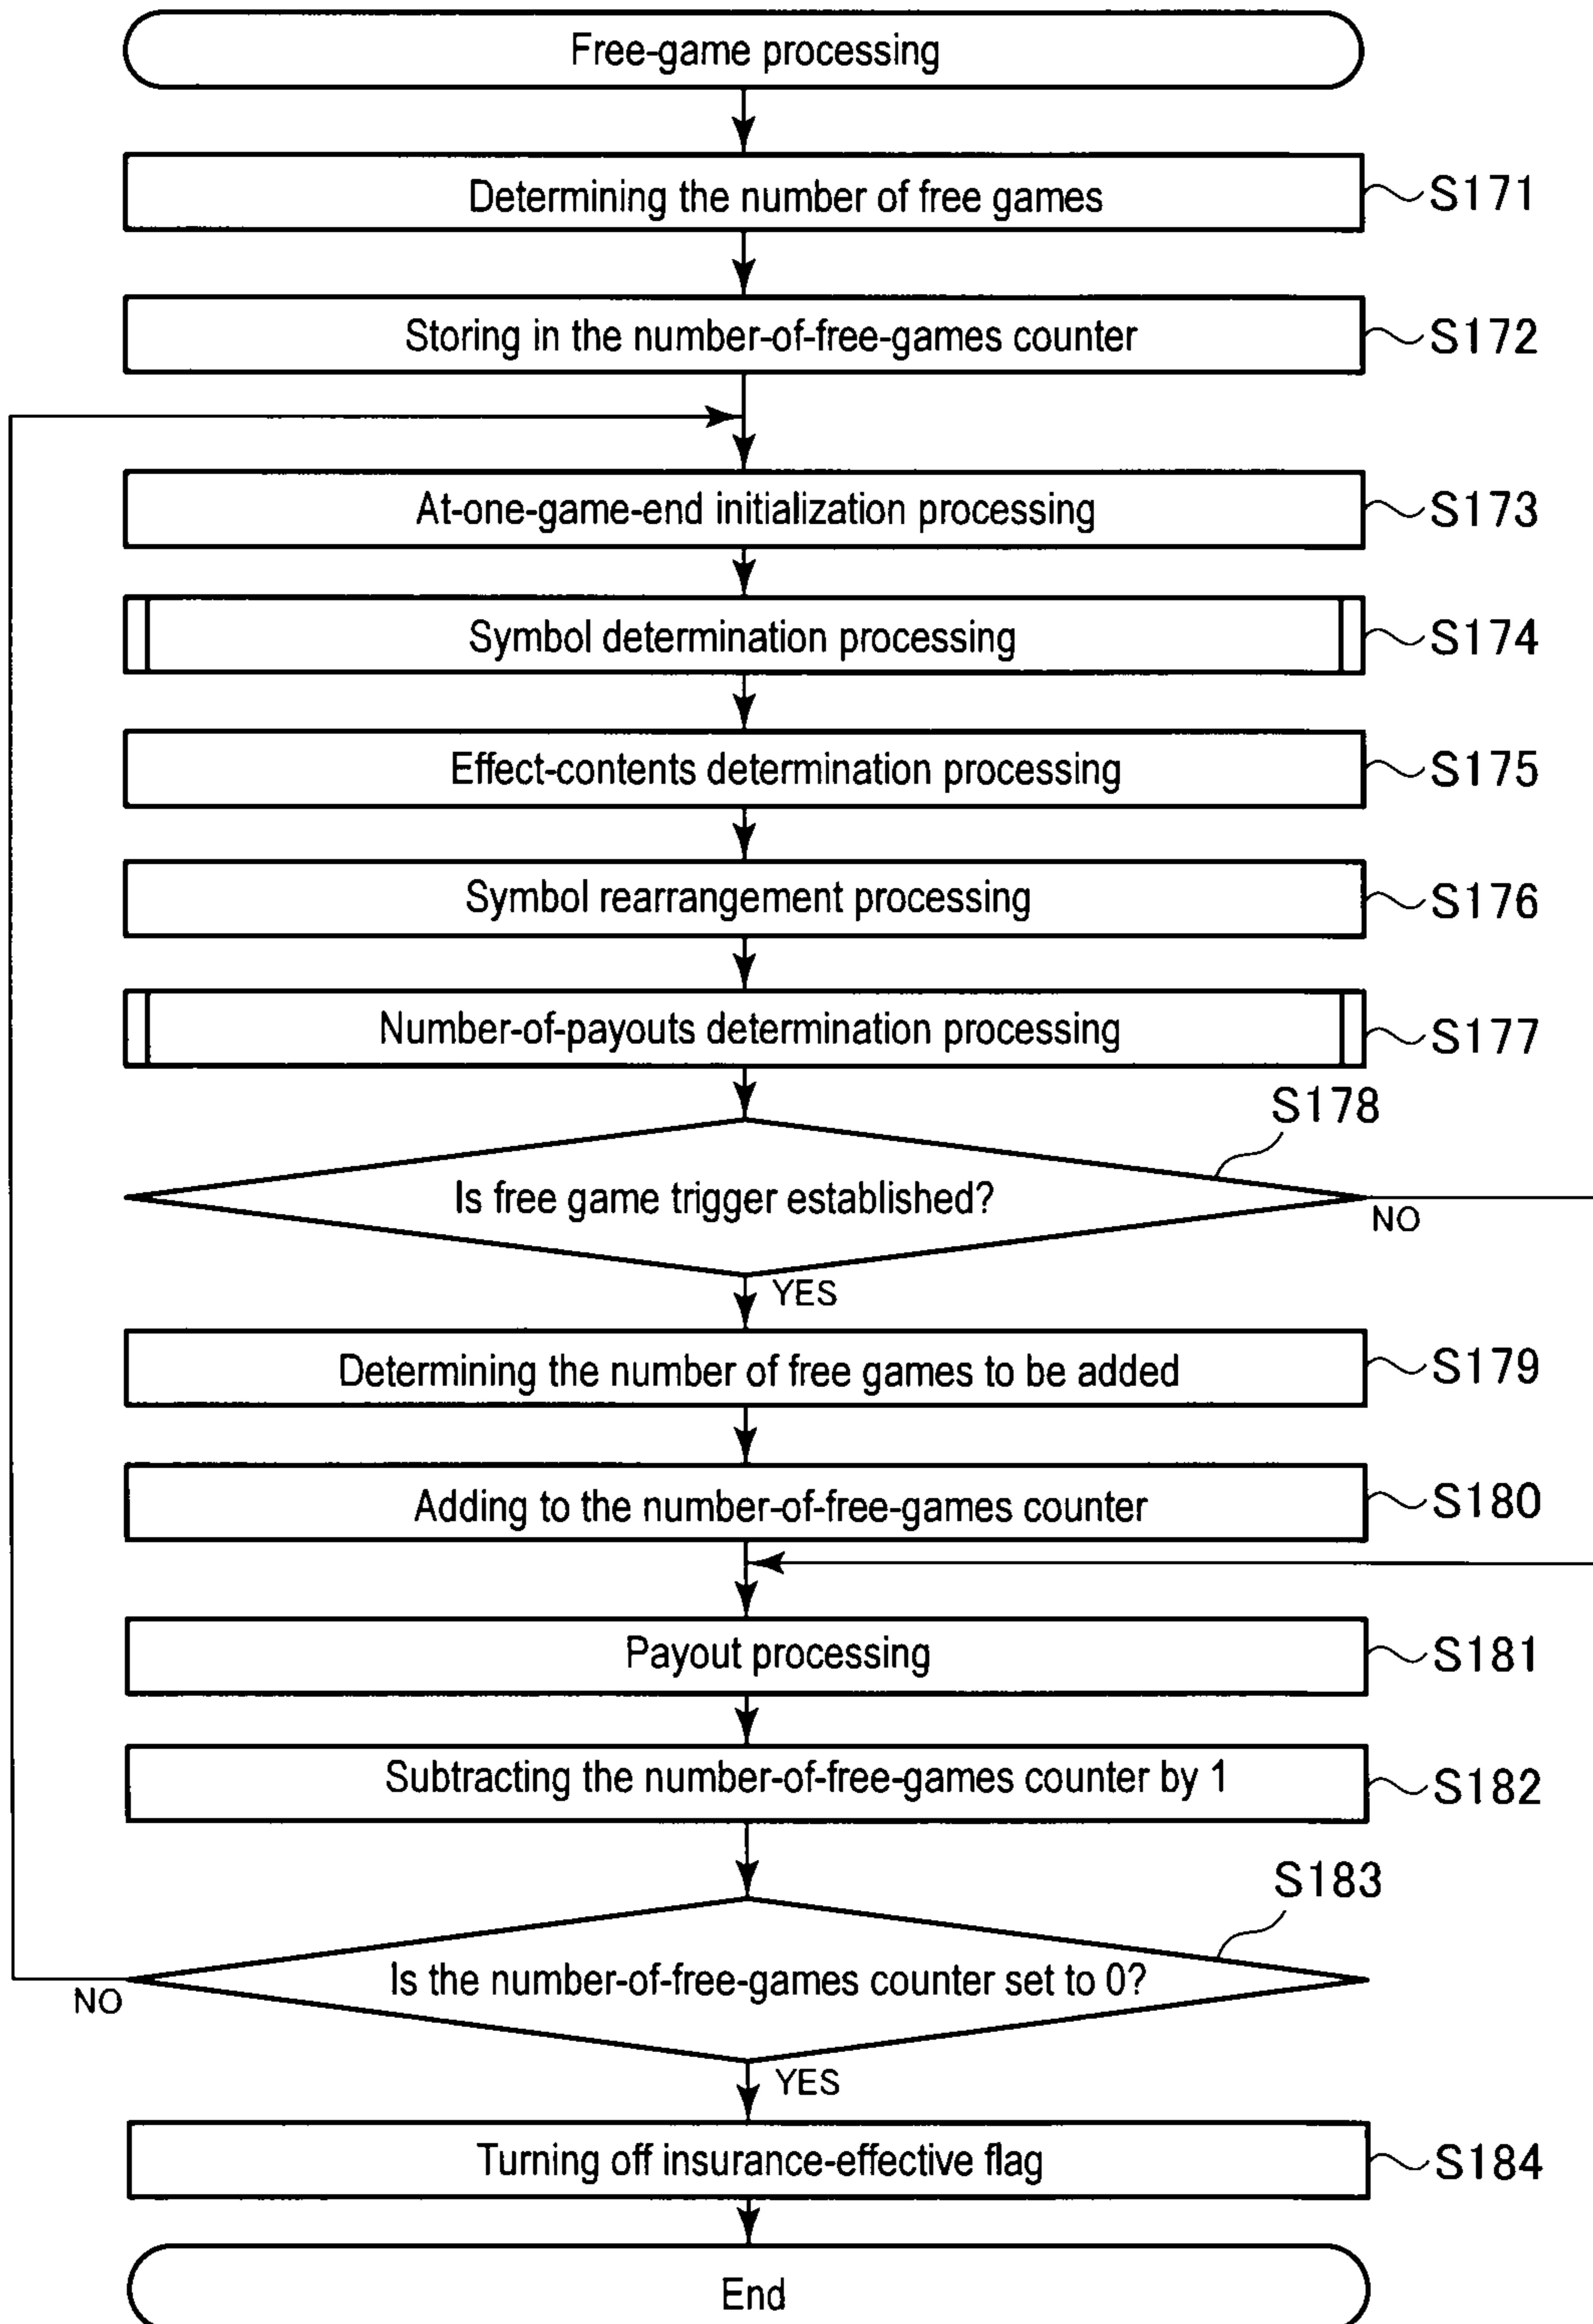 Free-game processing
Determining the number of free games
S171
Storing in the number-of-free-games counter
S172
At-one-game-end initialization processing
S173
Symbol determination processing
S174
Effect-contents determination processing
S175
Symbol rearrangement processing
S176
Number-of-payouts determination processing
S177
S178
Is free game trigger established?
NO
YES
Determining the number of free games to be added
S179
Adding to the number-of-free-games counter
S180
Payout processing
S181
Subtracting the number-of-free-games counter by 1
S182
S183
Is the number-of-free-games counter set to 0?
NO
YES
Turning off insurance-effective flag
S184
End